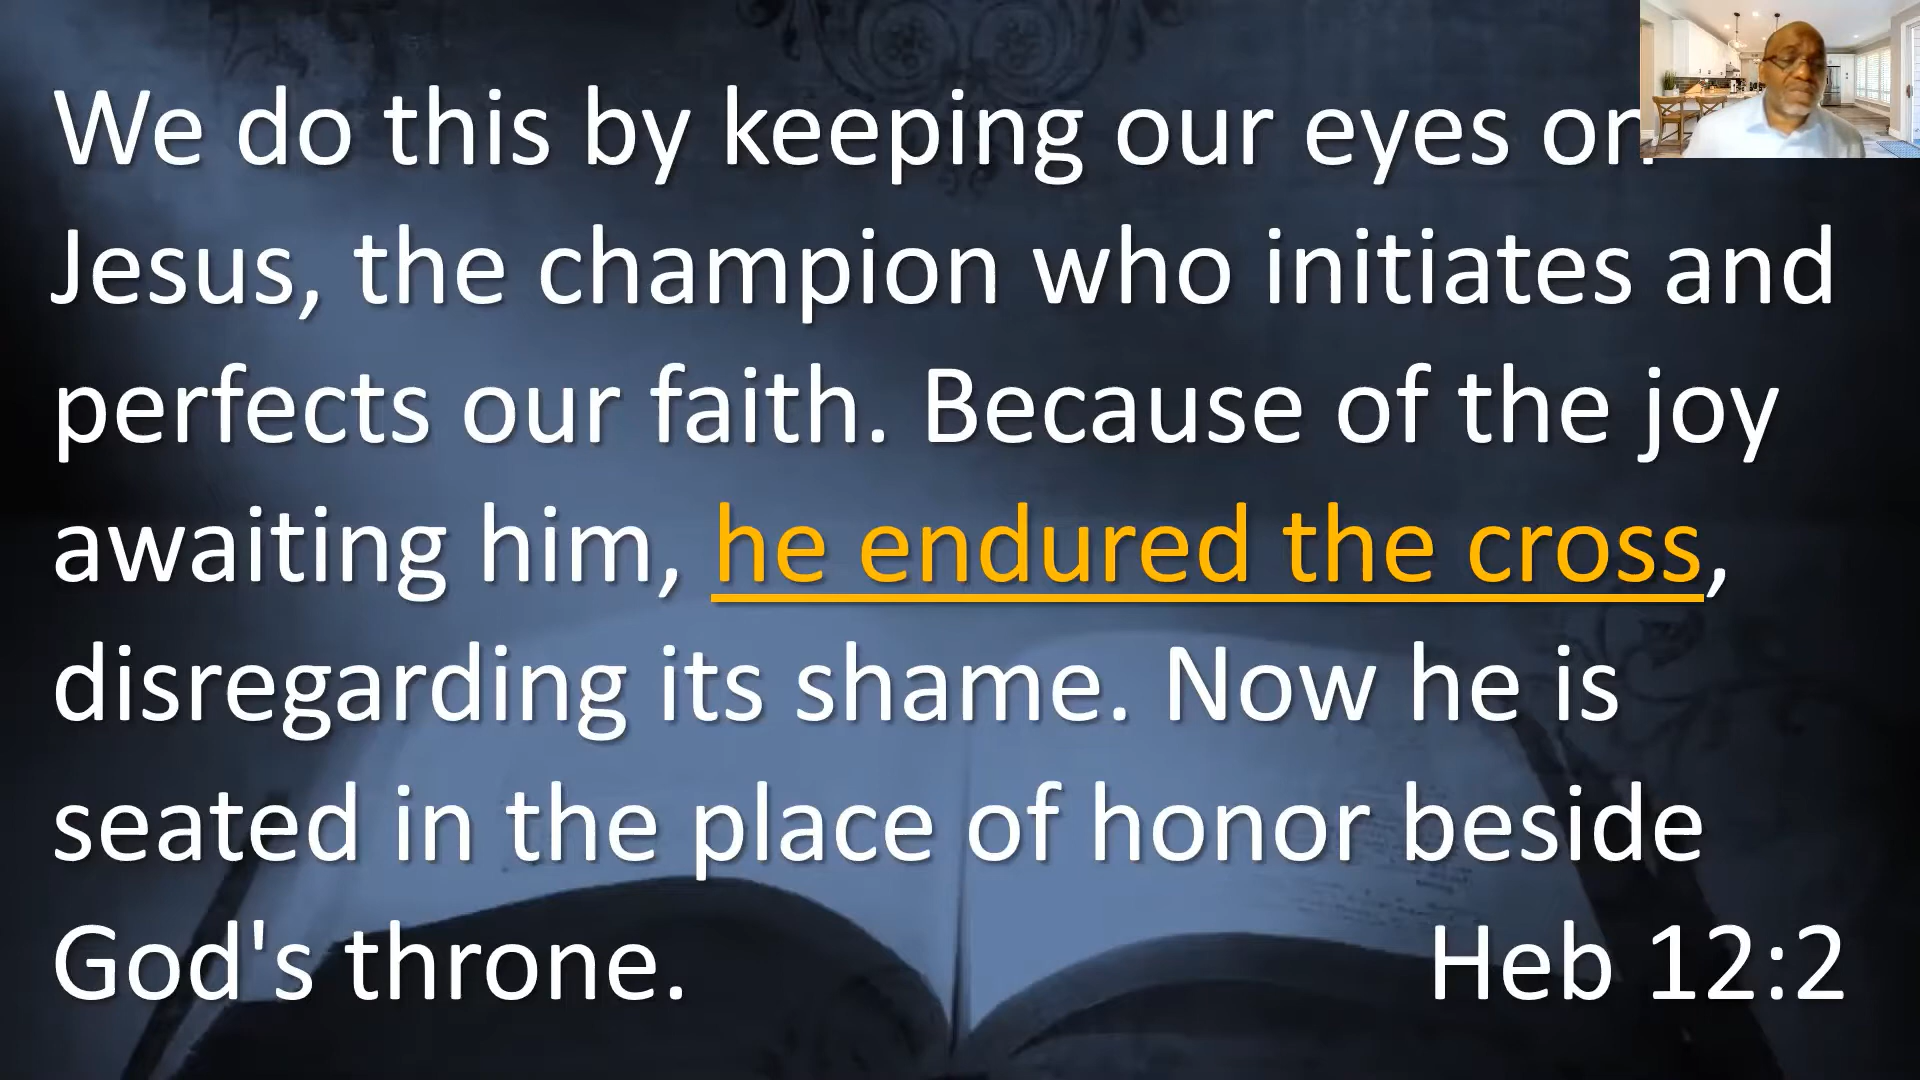 We do this by keeping our eyes on
Jesus, the champion who initiates and
perfects our faith. Because of the joy
awaiting him, he endured the cross,
disregarding its shame. Now he is
seated in the place of honor beside
God's throne. Heb 12:2